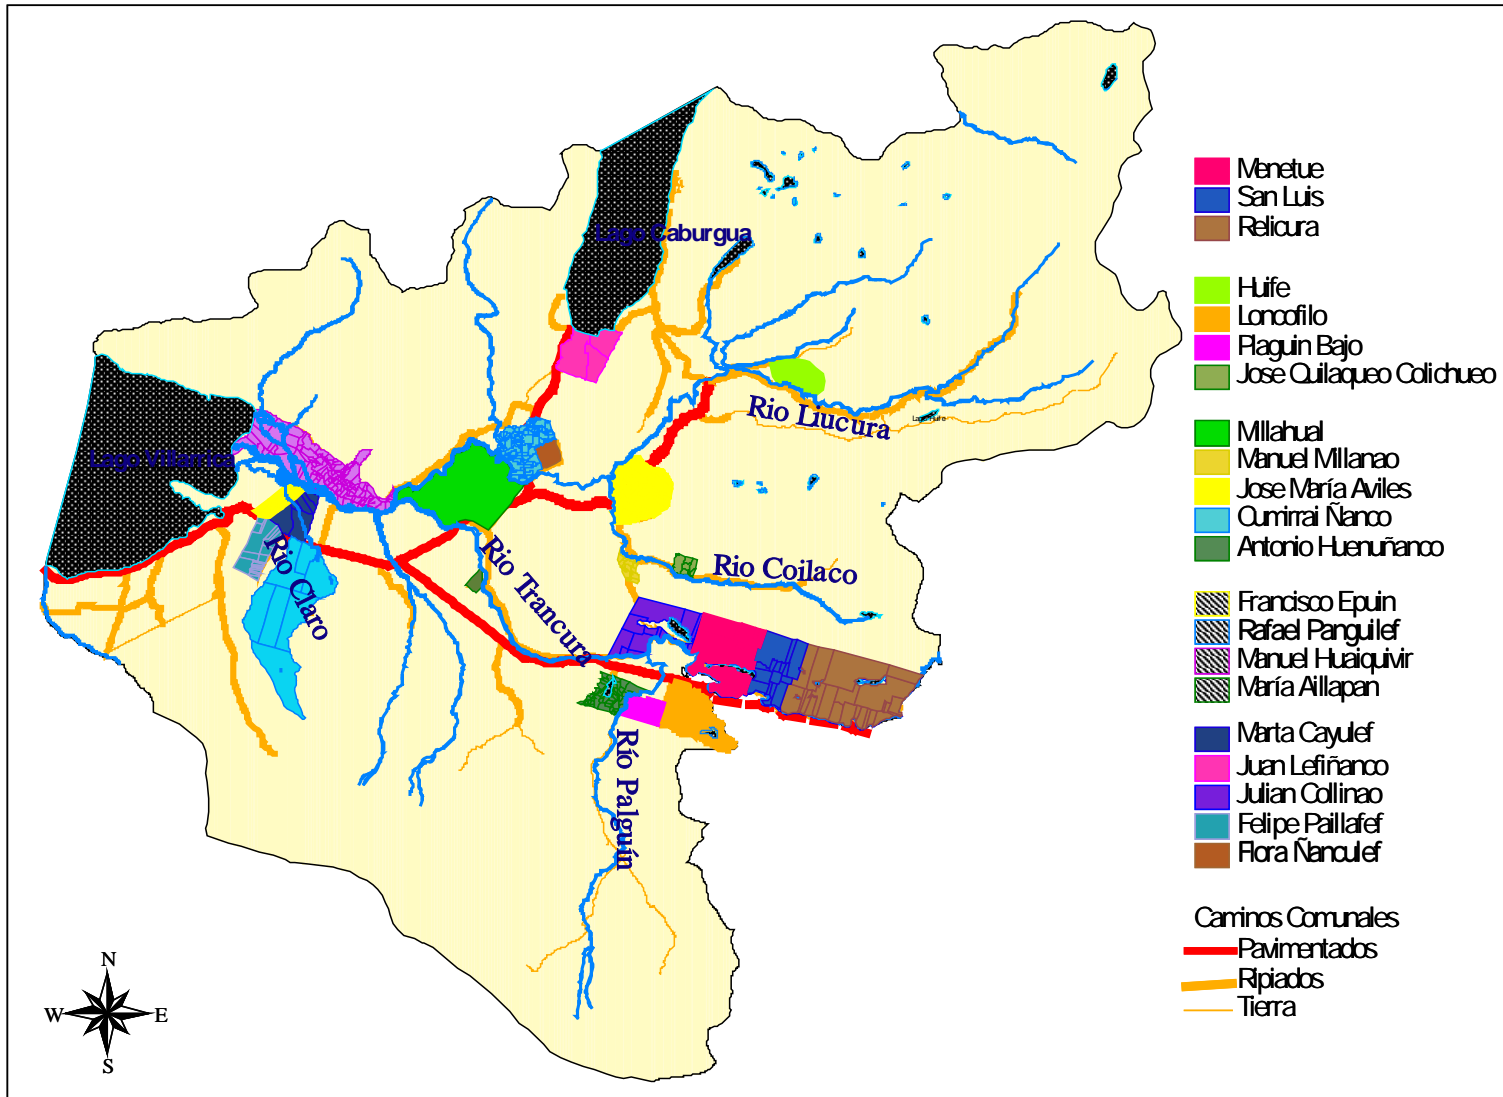 Menetue
San Luis
Relicura
Lago Caburgua
Huife
Loncofilo
Plaguin Bajo
Jose Quilaqueo Colichueo
Rio Liucura
Lago Huife
Millahual
Lago Villarrica
Manuel Millanao
Jose María Aviles
Curnirrai Ñanco
Antonio Huenuñanco
Rio Claro
Rio Trancura
Rio Coilaco
Francisco Epuin
Rafael Panguilef
Manuel Huaiquivir
María Aillapan
Río Palguín
Marta Cayulef
Juan Lefiñanco
Julian Collinao
Felipe Paillafef
Flora Ñanculef
Caminos Comunales
Pavimentados
Ripiados
Tierra
N
W E
S